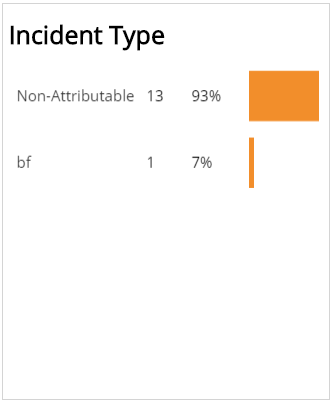 Incident Type
Non-Attributable 13 93%
bf 1 7%